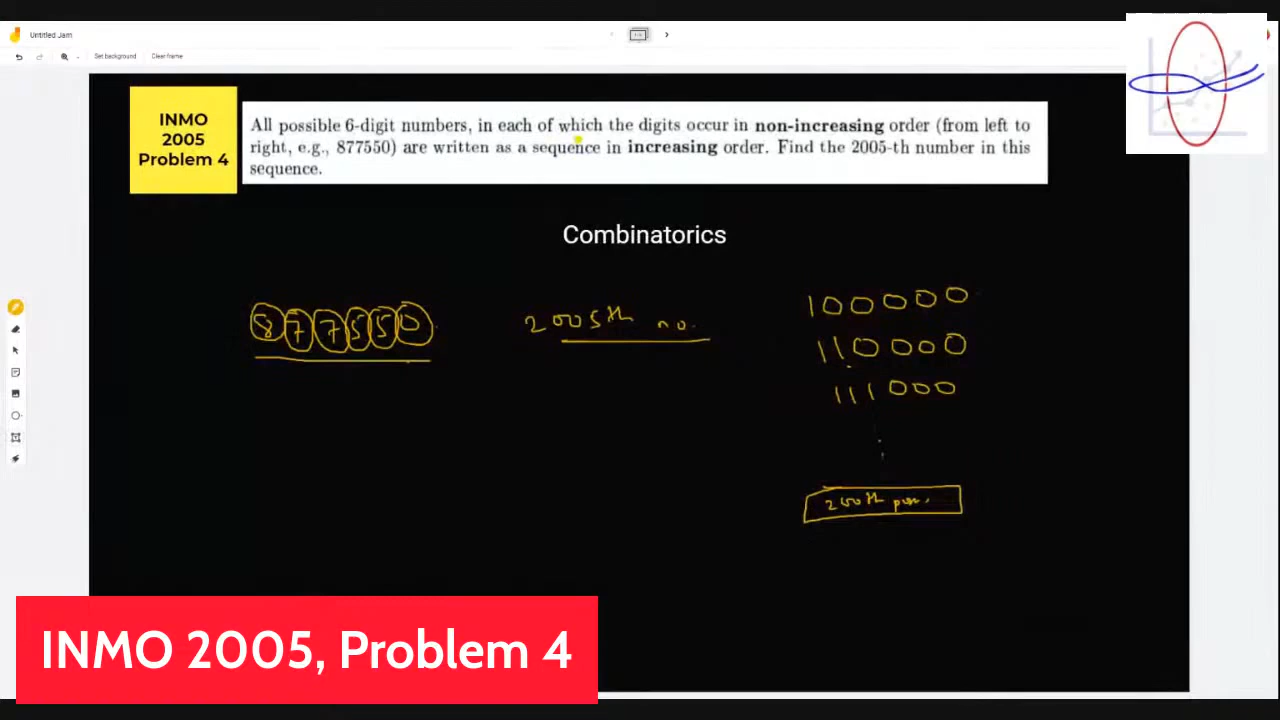 Untitled Jam
Set background Clear frame
INMO
2005
Problem 4
All possible 6-digit numbers, in each of which the digits occur in non-increasing order (from left to
right, e.g., 877550) are written as a sequence in increasing order. Find the 2005-th number in this
sequence.
Combinatorics
877550
2005th no.
100000
110000
111000
200th posn.
INMO 2005, Problem 4